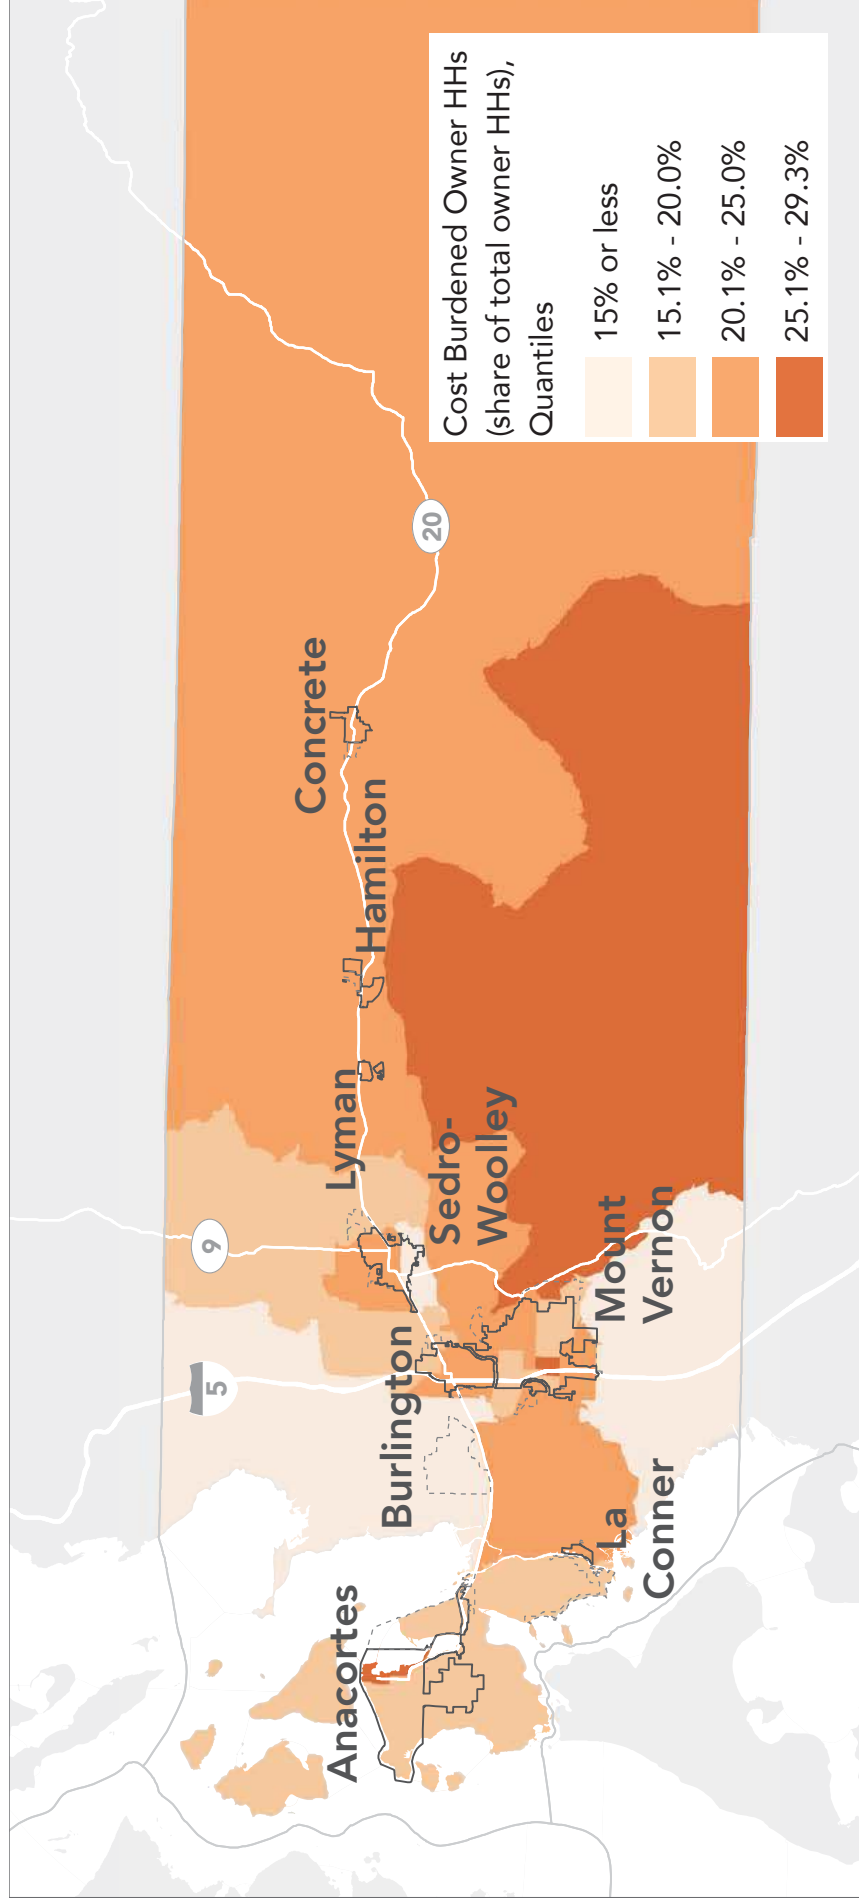 Cost Burdened Owner HHs
(share of total owner HHs),
Quantiles
15% or less
15.1% - 20.0%
20.1% - 25.0%
25.1% - 29.3%
Anacortes
La
Conner
Burlington
5
9
Mount
Vernon
Sedro-
Woolley
Lyman
Hamilton
Concrete
20